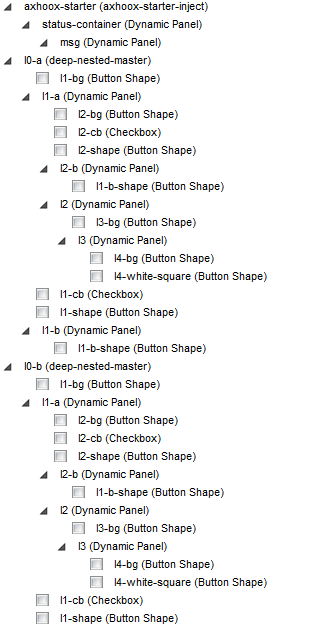 axhoox-starter (axhoox-starter-inject)
status-container (Dynamic Panel)
msg (Dynamic Panel)
l0-a (deep-nested-master)
l1-bg (Button Shape)
l1-a (Dynamic Panel)
l2-bg (Button Shape)
l2-cb (Checkbox)
l2-shape (Button Shape)
l2-b (Dynamic Panel)
l1-b-shape (Button Shape)
l2 (Dynamic Panel)
l3-bg (Button Shape)
l3 (Dynamic Panel)
l4-bg (Button Shape)
l4-white-square (Button Shape)
l1-cb (Checkbox)
l1-shape (Button Shape)
l1-b (Dynamic Panel)
l1-b-shape (Button Shape)
l0-b (deep-nested-master)
l1-bg (Button Shape)
l1-a (Dynamic Panel)
l2-bg (Button Shape)
l2-cb (Checkbox)
l2-shape (Button Shape)
l2-b (Dynamic Panel)
l1-b-shape (Button Shape)
l2 (Dynamic Panel)
l3-bg (Button Shape)
l3 (Dynamic Panel)
l4-bg (Button Shape)
l4-white-square (Button Shape)
l1-cb (Checkbox)
l1-shape (Button Shape)